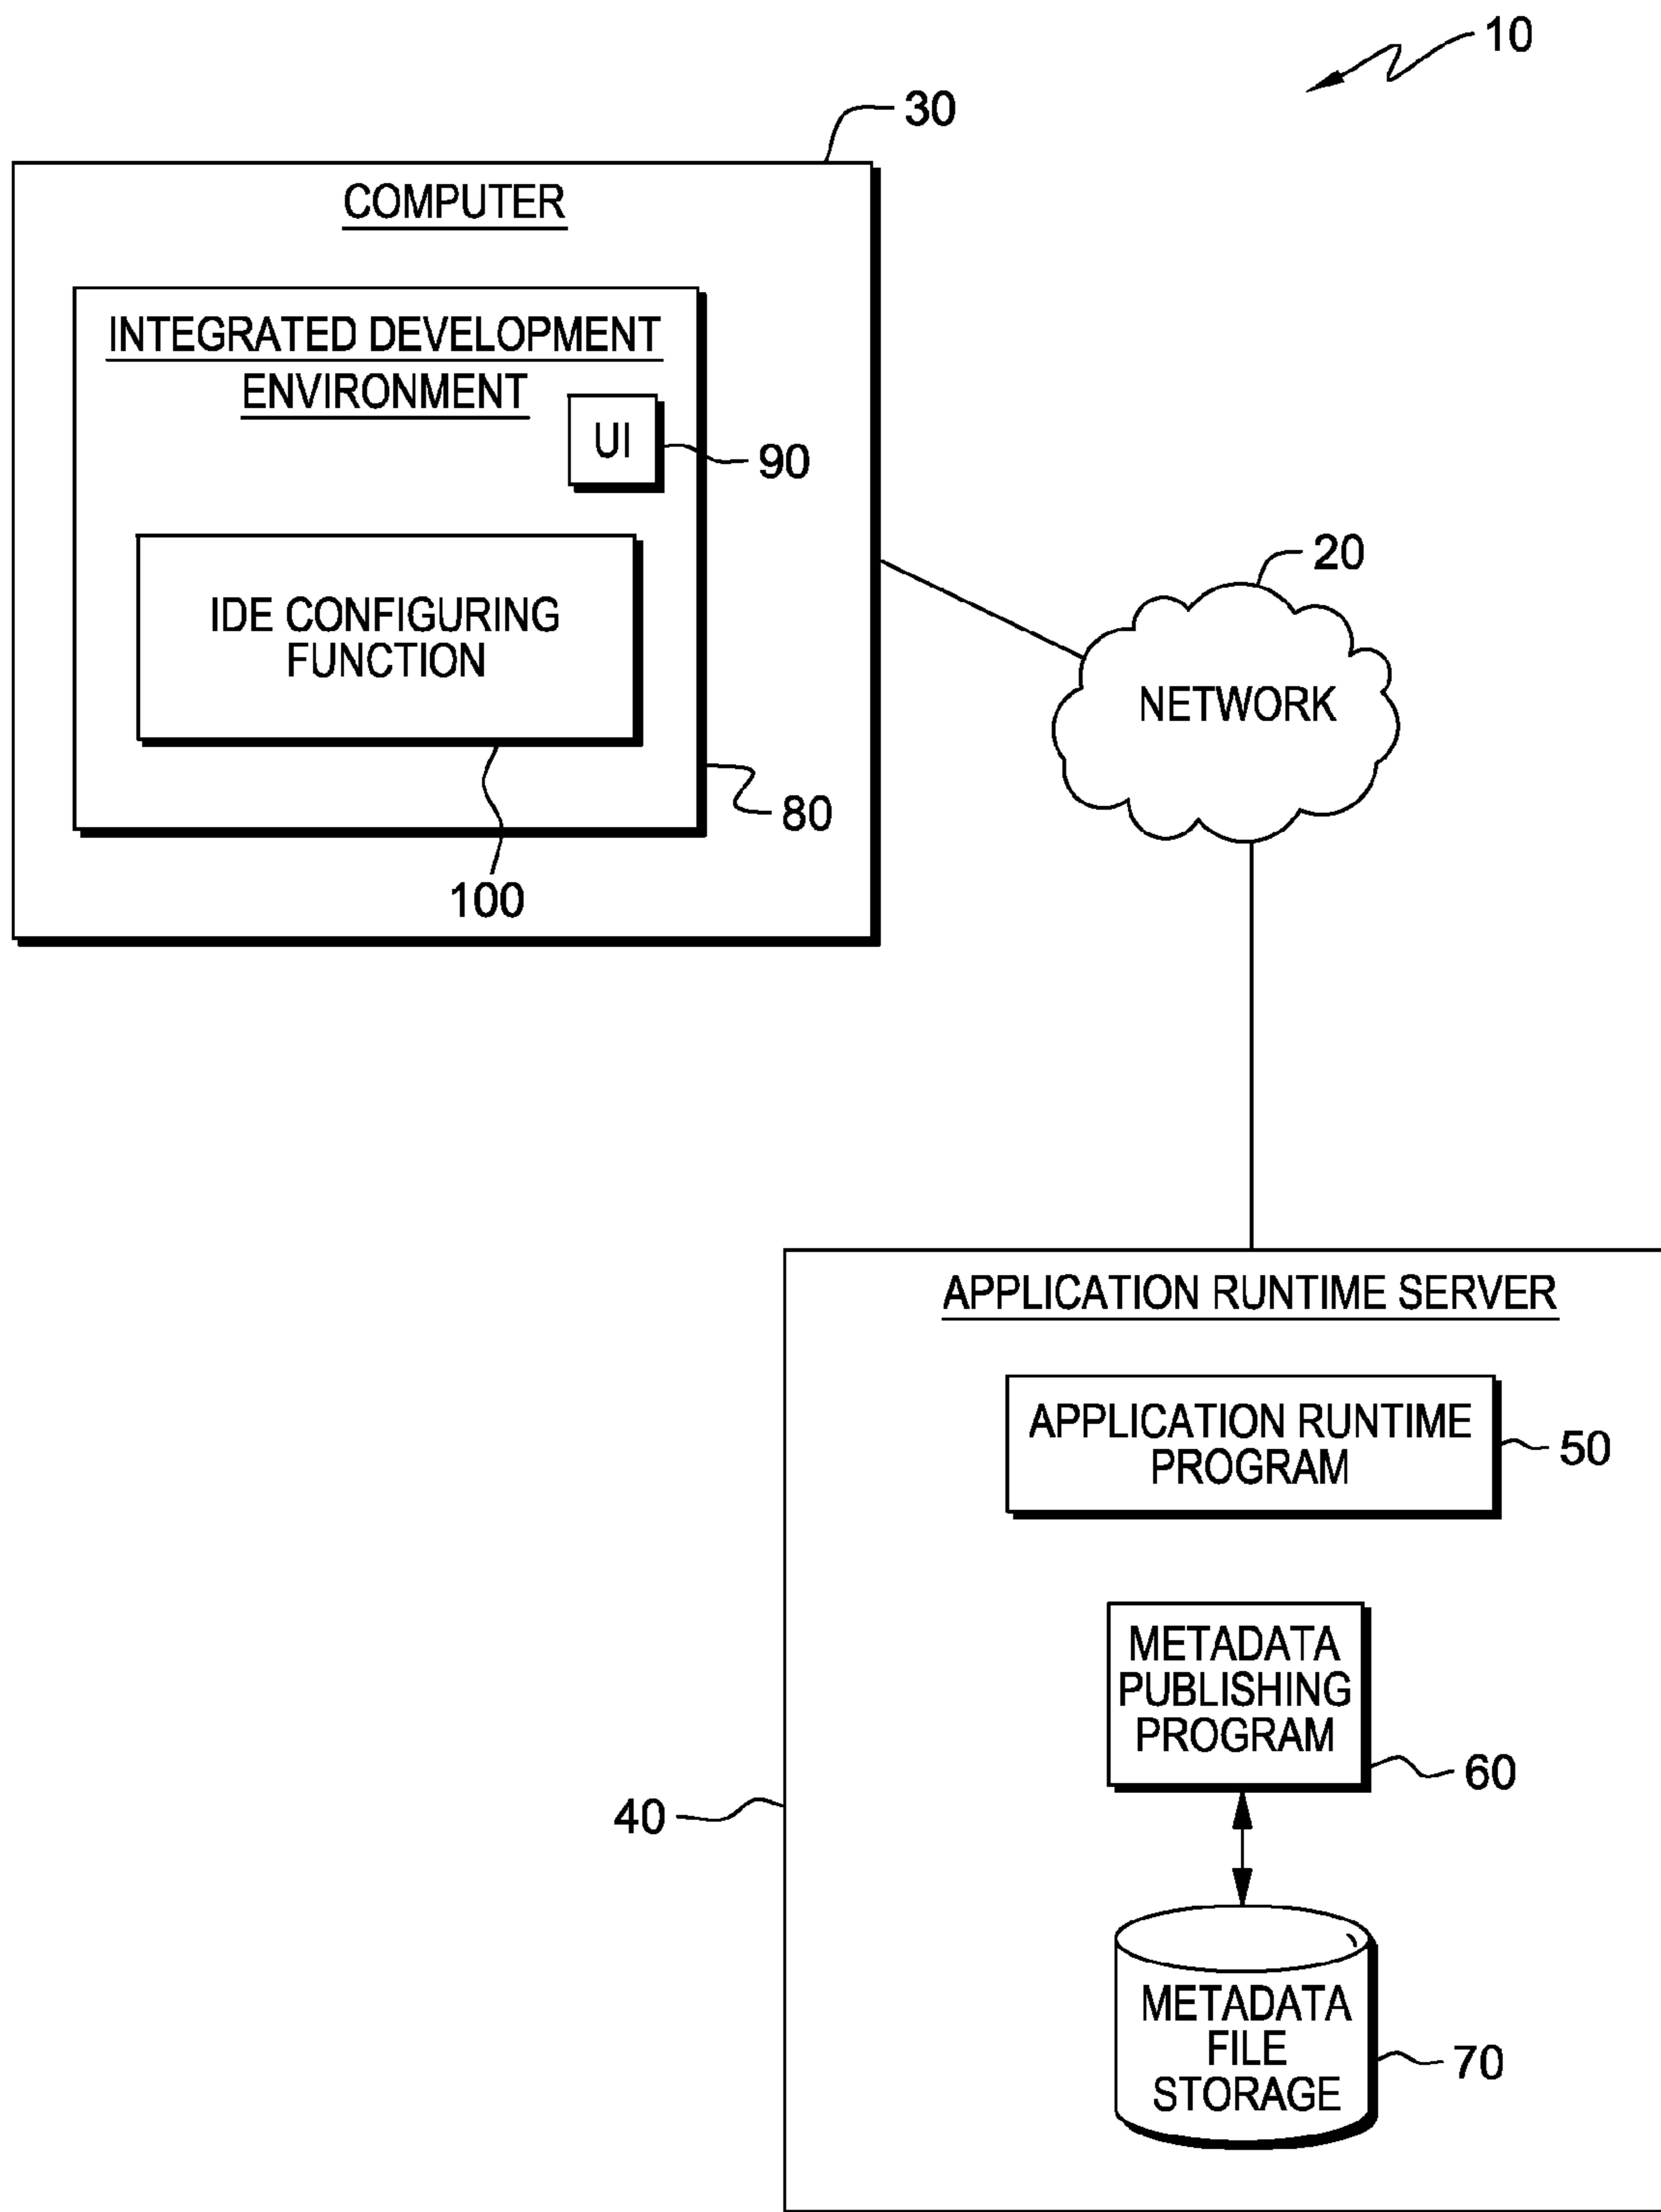 10
30
COMPUTER
INTEGRATED DEVELOPMENT
ENVIRONMENT
UI
90
IDE CONFIGURING
FUNCTION
80
100
20
NETWORK
APPLICATION RUNTIME SERVER
APPLICATION RUNTIME
PROGRAM
50
METADATA
PUBLISHING
PROGRAM
60
40
METADATA
FILE
STORAGE
70